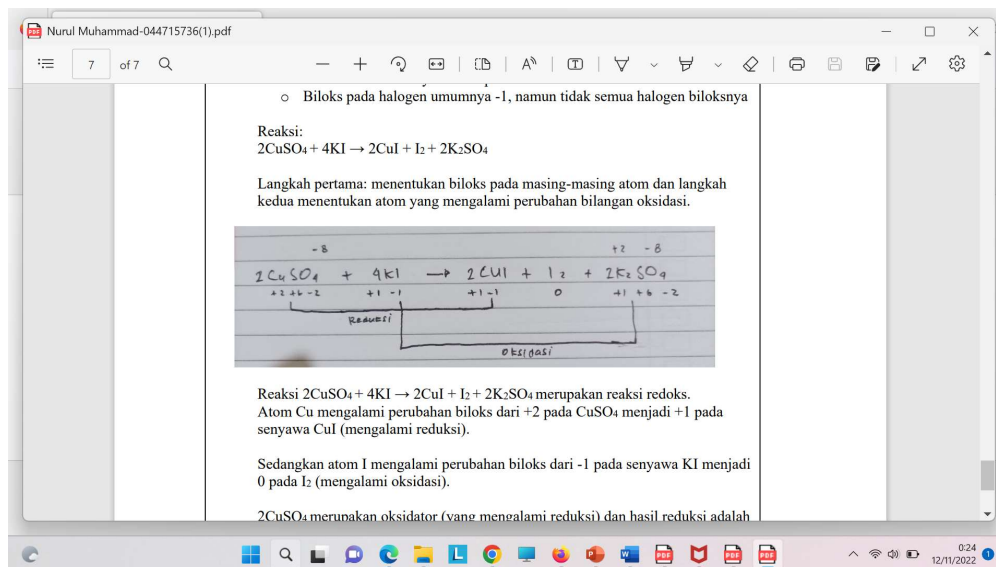 Nurul Muhammad-044715736(1).pdf
7 of 7
o Biloks pada halogen umumnya -1, namun tidak semua halogen biloksnya
Reaksi:
2CuSO₄ + 4KI → 2CuI + I₂ + 2K₂SO₄
Langkah pertama: menentukan biloks pada masing-masing atom dan langkah
kedua menentukan atom yang mengalami perubahan bilangan oksidasi.
-8 +2 -8
2CuSO₄ + 4KI → 2CUI + I₂ + 2K₂SO₄
+2 +6 -2 +1 -1 +1 -1 0 +1 +6 -2
REDUKSI
OKSIDASI
Reaksi 2CuSO₄ + 4KI → 2CuI + I₂ + 2K₂SO₄ merupakan reaksi redoks.
Atom Cu mengalami perubahan biloks dari +2 pada CuSO₄ menjadi +1 pada
senyawa CuI (mengalami reduksi).
Sedangkan atom I mengalami perubahan biloks dari -1 pada senyawa KI menjadi
0 pada I₂ (mengalami oksidasi).
2CuSO₄ merupakan oksidator (yang mengalami reduksi) dan hasil reduksi adalah
0:24
12/11/2022